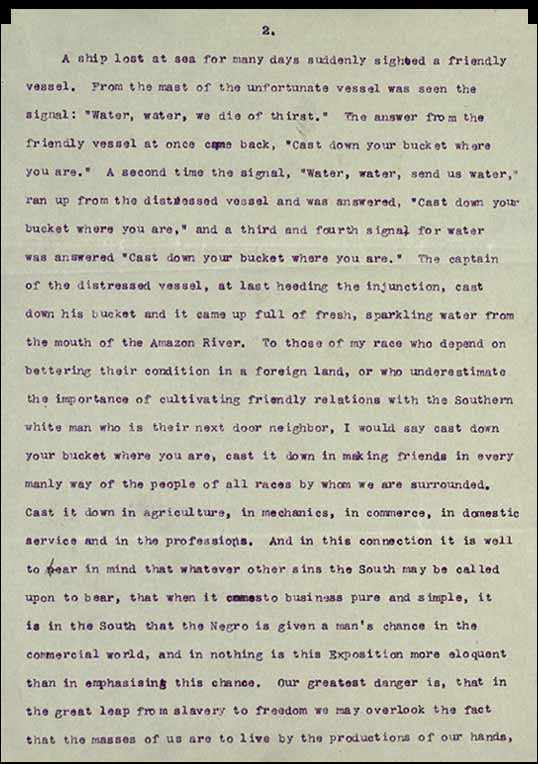 2.
A ship lost at sea for many days suddenly sighted a friendly
vessel. From the mast of the unfortunate vessel was seen the
signal: "Water, water, we die of thirst." The answer from the
friendly vessel at once came back, "Cast down your bucket where
you are." A second time the signal, "Water, water, send us water,"
ran up from the distressed vessel and was answered, "Cast down your
bucket where you are," and a third and fourth signal for water
was answered "Cast down your bucket where you are." The captain
of the distressed vessel, at last heeding the injunction, cast
down his bucket and it came up full of fresh, sparkling water from
the mouth of the Amazon River. To those of my race who depend on
bettering their condition in a foreign land, or who underestimate
the importance of cultivating friendly relations with the Southern
white man who is their next door neighbor, I would say cast down
your bucket where you are, cast it down in making friends in every
manly way of the people of all races by whom we are surrounded.
Cast it down in agriculture, in mechanics, in commerce, in domestic
service and in the professions. And in this connection it is well
to bear in mind that whatever other sins the South may be called
upon to bear, that when it comes to business pure and simple, it
is in the South that the Negro is given a man's chance in the
commercial world, and in nothing is this Exposition more eloquent
than in emphasising this chance. Our greatest danger is, that in
the great leap from slavery to freedom we may overlook the fact
that the masses of us are to live by the productions of our hands,